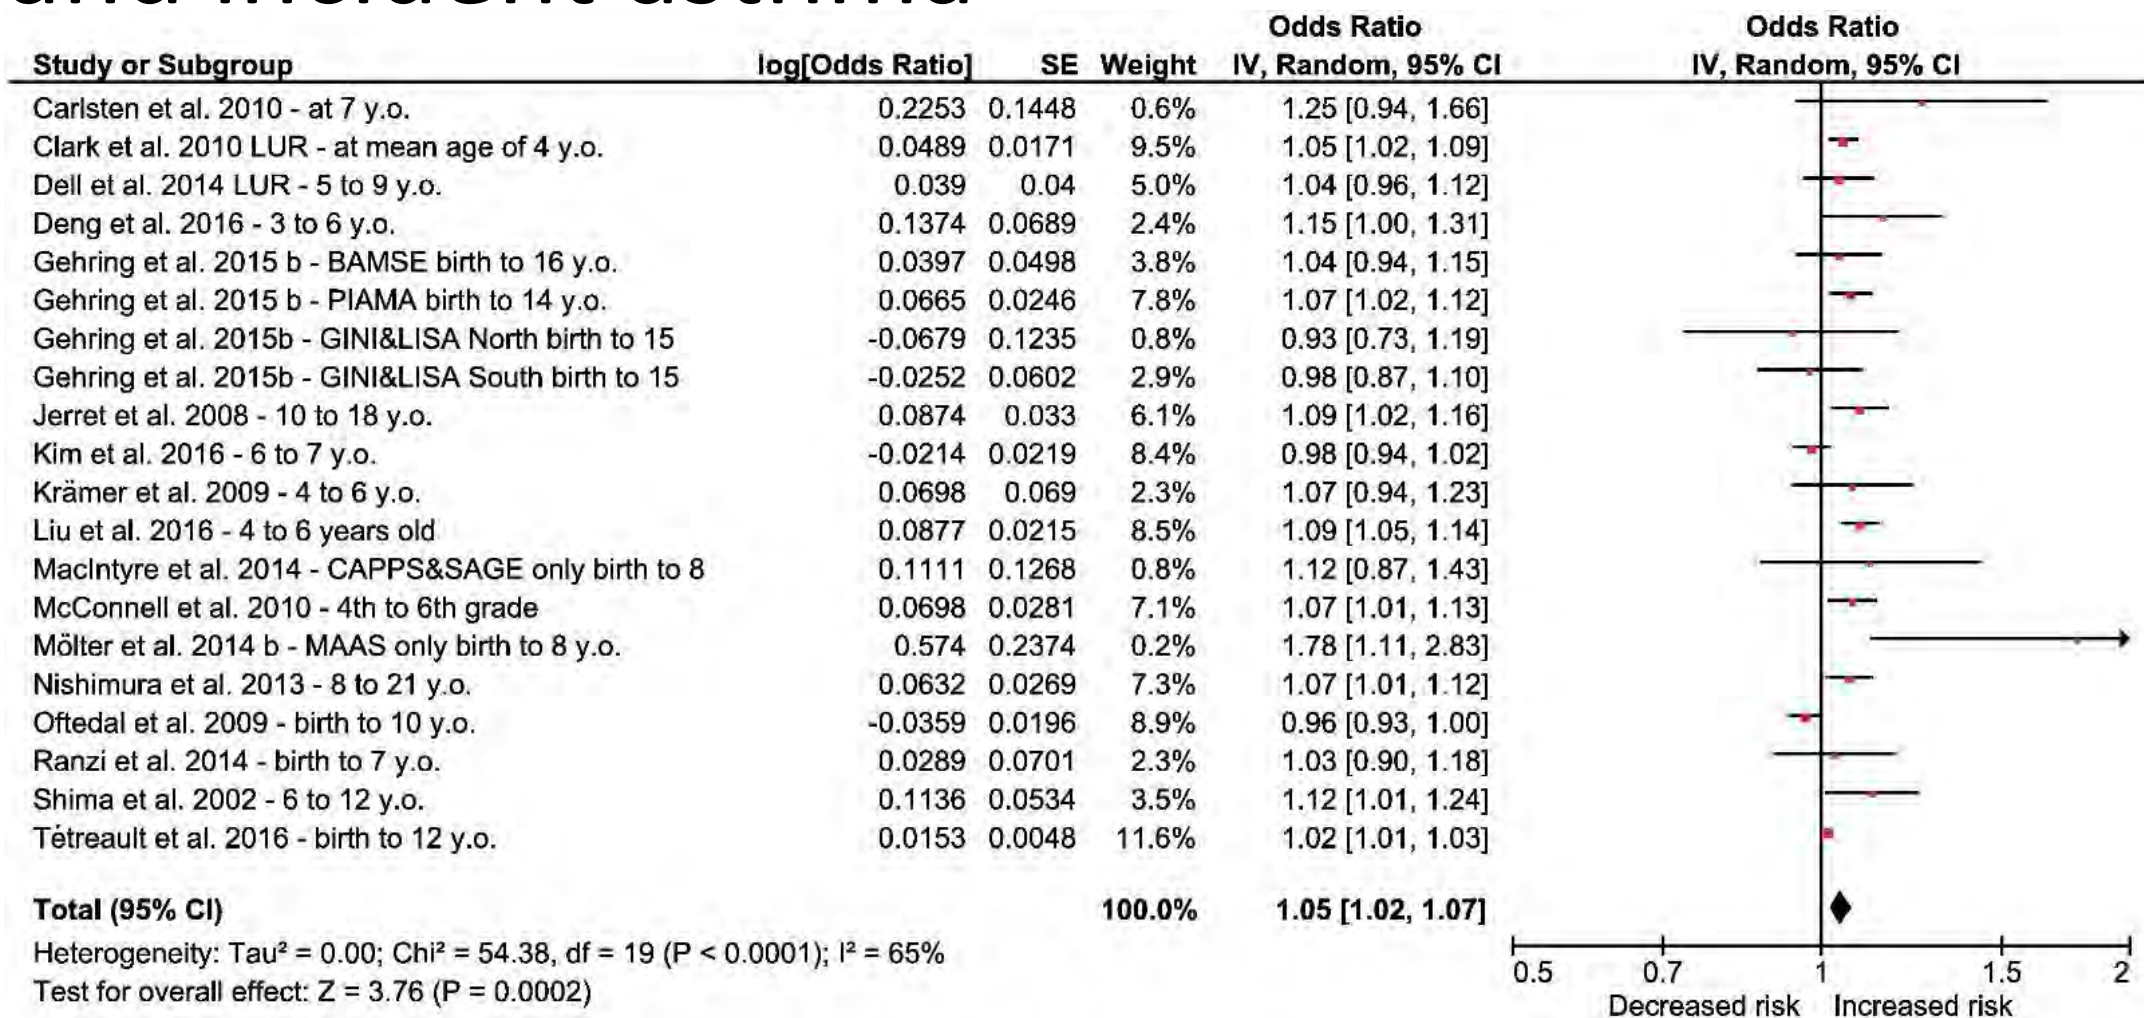 and incident asthma
Odds Ratio Odds Ratio
Study or Subgroup log[Odds Ratio] SE Weight IV, Random, 95% CI IV, Random, 95% CI
Carlsten et al. 2010 - at 7 y.o. 0.2253 0.1448 0.6% 1.25 [0.94, 1.66]
Clark et al. 2010 LUR - at mean age of 4 y.o. 0.0489 0.0171 9.5% 1.05 [1.02, 1.09]
Dell et al. 2014 LUR - 5 to 9 y.o. 0.039 0.04 5.0% 1.04 [0.96, 1.12]
Deng et al. 2016 - 3 to 6 y.o. 0.1374 0.0689 2.4% 1.15 [1.00, 1.31]
Gehring et al. 2015 b - BAMSE birth to 16 y.o. 0.0397 0.0498 3.8% 1.04 [0.94, 1.15]
Gehring et al. 2015 b - PIAMA birth to 14 y.o. 0.0665 0.0246 7.8% 1.07 [1.02, 1.12]
Gehring et al. 2015b - GINI&LISA North birth to 15 -0.0679 0.1235 0.8% 0.93 [0.73, 1.19]
Gehring et al. 2015b - GINI&LISA South birth to 15 -0.0252 0.0602 2.9% 0.98 [0.87, 1.10]
Jerret et al. 2008 - 10 to 18 y.o. 0.0874 0.033 6.1% 1.09 [1.02, 1.16]
Kim et al. 2016 - 6 to 7 y.o. -0.0214 0.0219 8.4% 0.98 [0.94, 1.02]
Krämer et al. 2009 - 4 to 6 y.o. 0.0698 0.069 2.3% 1.07 [0.94, 1.23]
Liu et al. 2016 - 4 to 6 years old 0.0877 0.0215 8.5% 1.09 [1.05, 1.14]
MacIntyre et al. 2014 - CAPPS&SAGE only birth to 8 0.1111 0.1268 0.8% 1.12 [0.87, 1.43]
McConnell et al. 2010 - 4th to 6th grade 0.0698 0.0281 7.1% 1.07 [1.01, 1.13]
Mölter et al. 2014 b - MAAS only birth to 8 y.o. 0.574 0.2374 0.2% 1.78 [1.11, 2.83]
Nishimura et al. 2013 - 8 to 21 y.o. 0.0632 0.0269 7.3% 1.07 [1.01, 1.12]
Oftedal et al. 2009 - birth to 10 y.o. -0.0359 0.0196 8.9% 0.96 [0.93, 1.00]
Ranzi et al. 2014 - birth to 7 y.o. 0.0289 0.0701 2.3% 1.03 [0.90, 1.18]
Shima et al. 2002 - 6 to 12 y.o. 0.1136 0.0534 3.5% 1.12 [1.01, 1.24]
Tétreault et al. 2016 - birth to 12 y.o. 0.0153 0.0048 11.6% 1.02 [1.01, 1.03]
Total (95% CI) 100.0% 1.05 [1.02, 1.07]
Heterogeneity: Tau² = 0.00; Chi² = 54.38, df = 19 (P < 0.0001); I² = 65%
Test for overall effect: Z = 3.76 (P = 0.0002)
0.5 0.7 1 1.5 2
Decreased risk Increased risk